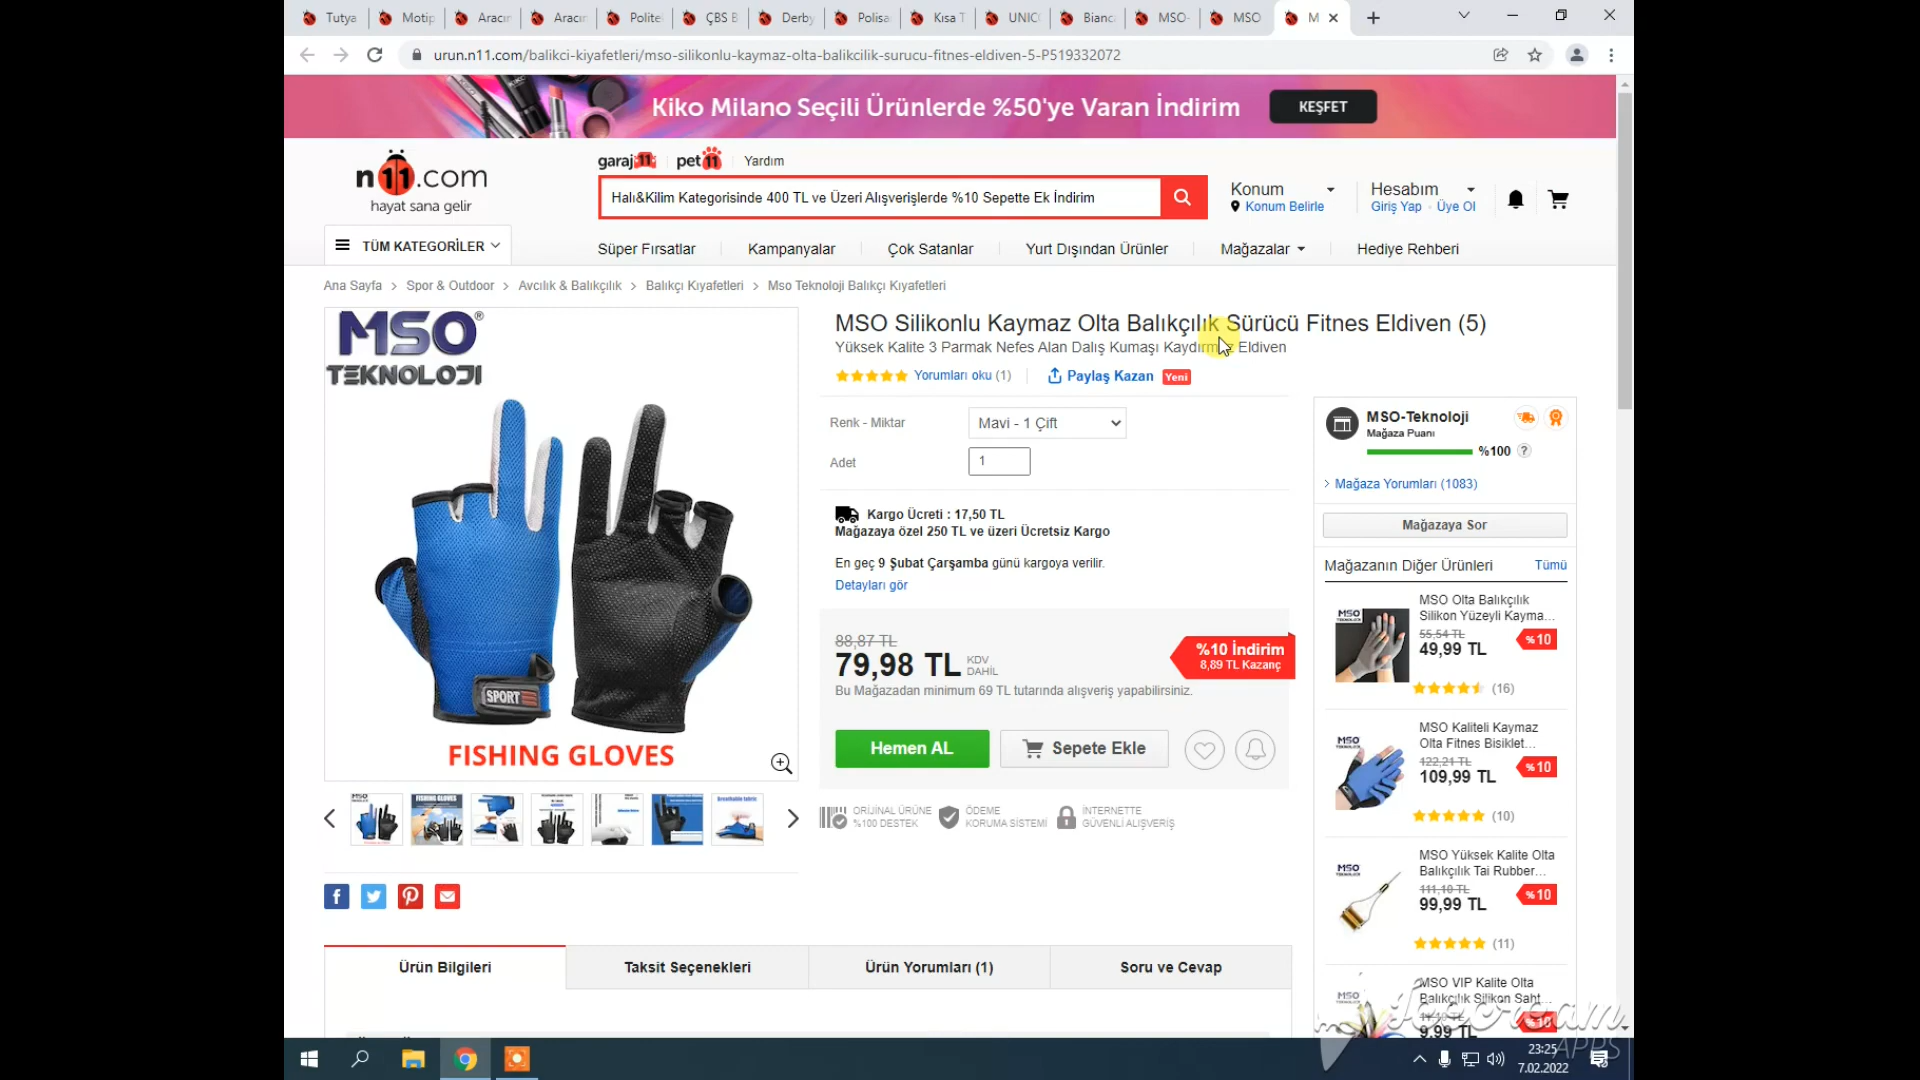 Tutya
Motip
Aracın
Aracın
Polite
ÇBS B
Derby
Polisa
Kısa T
UNIC
Bianc
MSO-
MSO
M
urun.n11.com/balikci-kiyafetleri/mso-silikonlu-kaymaz-olta-balikcilik-surucu-fitnes-eldiven-5-P519332072
Kiko Milano Seçili Ürünlerde %50'ye Varan İndirim
KEŞFET
n11.com
hayat sana gelir
garaj11
pet11
Yardım
Halı&Kilim Kategorisinde 400 TL ve Üzeri Alışverişlerde %10 Sepette Ek İndirim
Konum
Konum Belirle
Hesabım
Giriş Yap · Üye Ol
TÜM KATEGORİLER
Süper Fırsatlar
Kampanyalar
Çok Satanlar
Yurt Dışından Ürünler
Mağazalar
Hediye Rehberi
Ana Sayfa > Spor & Outdoor > Avcılık & Balıkçılık > Balıkçı Kıyafetleri > Mso Teknoloji Balıkçı Kıyafetleri
MSO®
TEKNOLOJI
SPORT
FISHING GLOVES
MSO Silikonlu Kaymaz Olta Balıkçılık Sürücü Fitnes Eldiven (5)
Yüksek Kalite 3 Parmak Nefes Alan Dalış Kumaşı Eldiven
Yorumları oku (1)
Paylaş Kazan Yeni
Renk - Miktar
Mavi - 1 Çift
Adet
1
Kargo Ücreti : 17,50 TL
Mağazaya özel 250 TL ve üzeri Ücretsiz Kargo
En geç 9 Şubat Çarşamba günü kargoya verilir.
Detayları gör
88,87 TL
79,98 TL KDV DAHİL
%10 İndirim
8,89 TL Kazanç
Bu Mağazadan minimum 69 TL tutarında alışveriş yapabilirsiniz.
Hemen AL
Sepete Ekle
ORİJİNAL ÜRÜNE
%100 DESTEK
ÖDEME
KORUMA SİSTEMİ
İNTERNETTE
GÜVENLİ ALIŞVERİŞ
MSO-Teknoloji
Mağaza Puanı
%100 ?
Mağaza Yorumları (1083)
Mağazaya Sor
Mağazanın Diğer Ürünleri
Tümü
MSO Olta Balıkçılık
Silikon Yüzeyli Kayma...
55,54 TL
49,99 TL
%10
(16)
MSO Kaliteli Kaymaz
Olta Fitnes Bisiklet...
122,21 TL
109,99 TL
%10
(10)
MSO Yüksek Kalite Olta
Balıkçılık Tai Rubber...
111,10 TL
99,99 TL
%10
(11)
MSO VIP Kalite Olta
Balıkçılık Silikon Saht...
9,99 TL
%10
Ürün Bilgileri
Taksit Seçenekleri
Ürün Yorumları (1)
Soru ve Cevap
APPS
23:25
7.02.2022